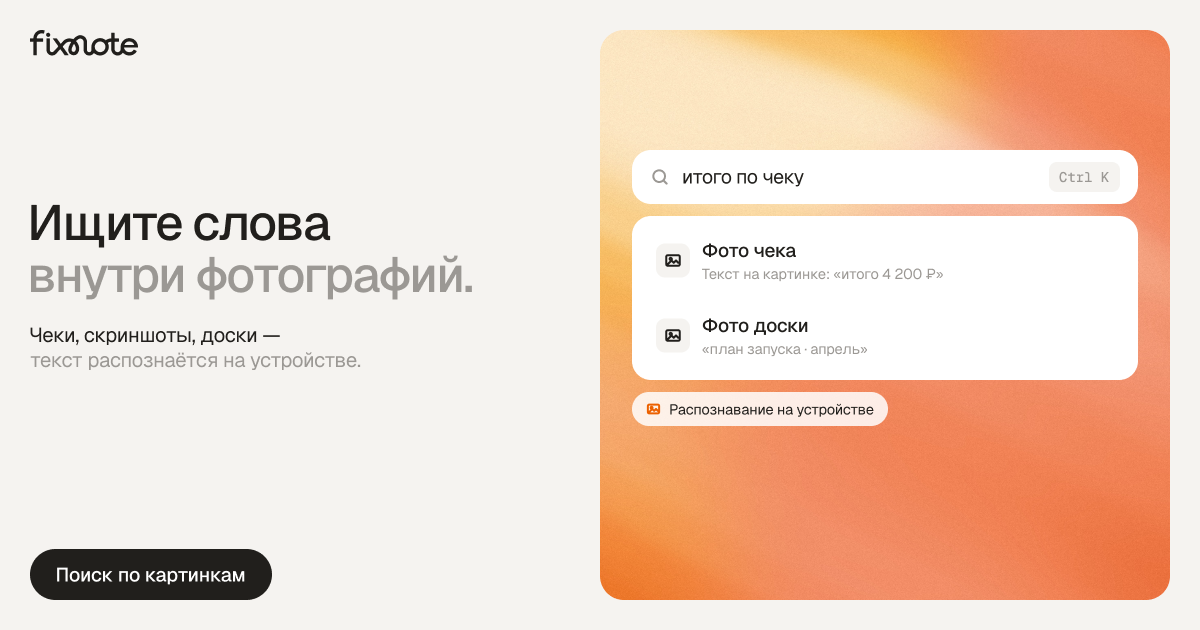 fixnote
Ищите слова
внутри фотографий.
Чеки, скриншоты, доски —
текст распознаётся на устройстве.
Поиск по картинкам
итого по чеку
Ctrl K
Фото чека
Текст на картинке: «итого 4 200 ₽»
Фото доски
«план запуска · апрель»
Распознавание на устройстве